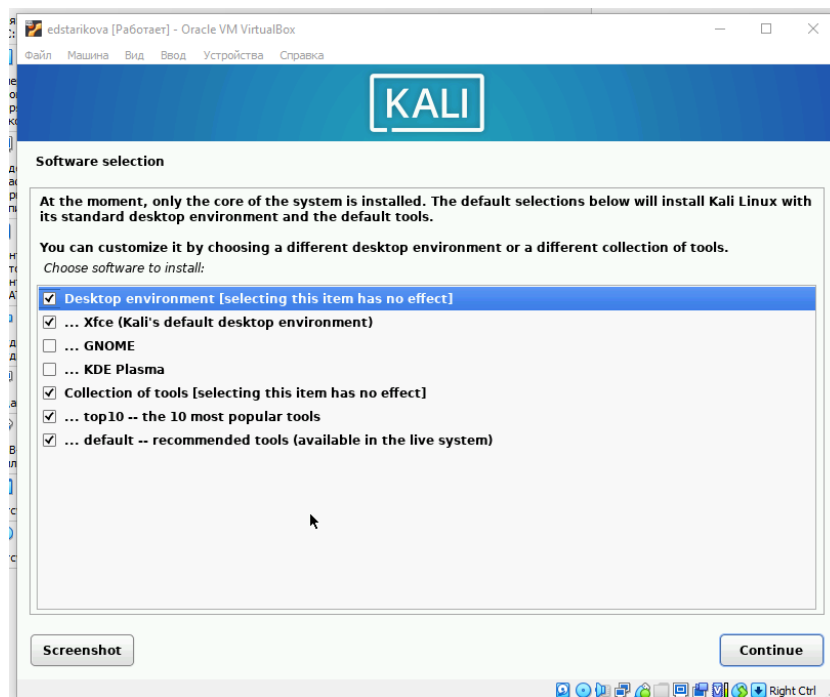 edstarikova [Работает] - Oracle VM VirtualBox
Файл Машина Вид Ввод Устройства Справка
KALI
Software selection
At the moment, only the core of the system is installed. The default selections below will install Kali Linux with
its standard desktop environment and the default tools.
You can customize it by choosing a different desktop environment or a different collection of tools.
Choose software to install:
Desktop environment [selecting this item has no effect]
... Xfce (Kali's default desktop environment)
... GNOME
... KDE Plasma
Collection of tools [selecting this item has no effect]
... top10 -- the 10 most popular tools
... default -- recommended tools (available in the live system)
Screenshot
Continue
Right Ctrl